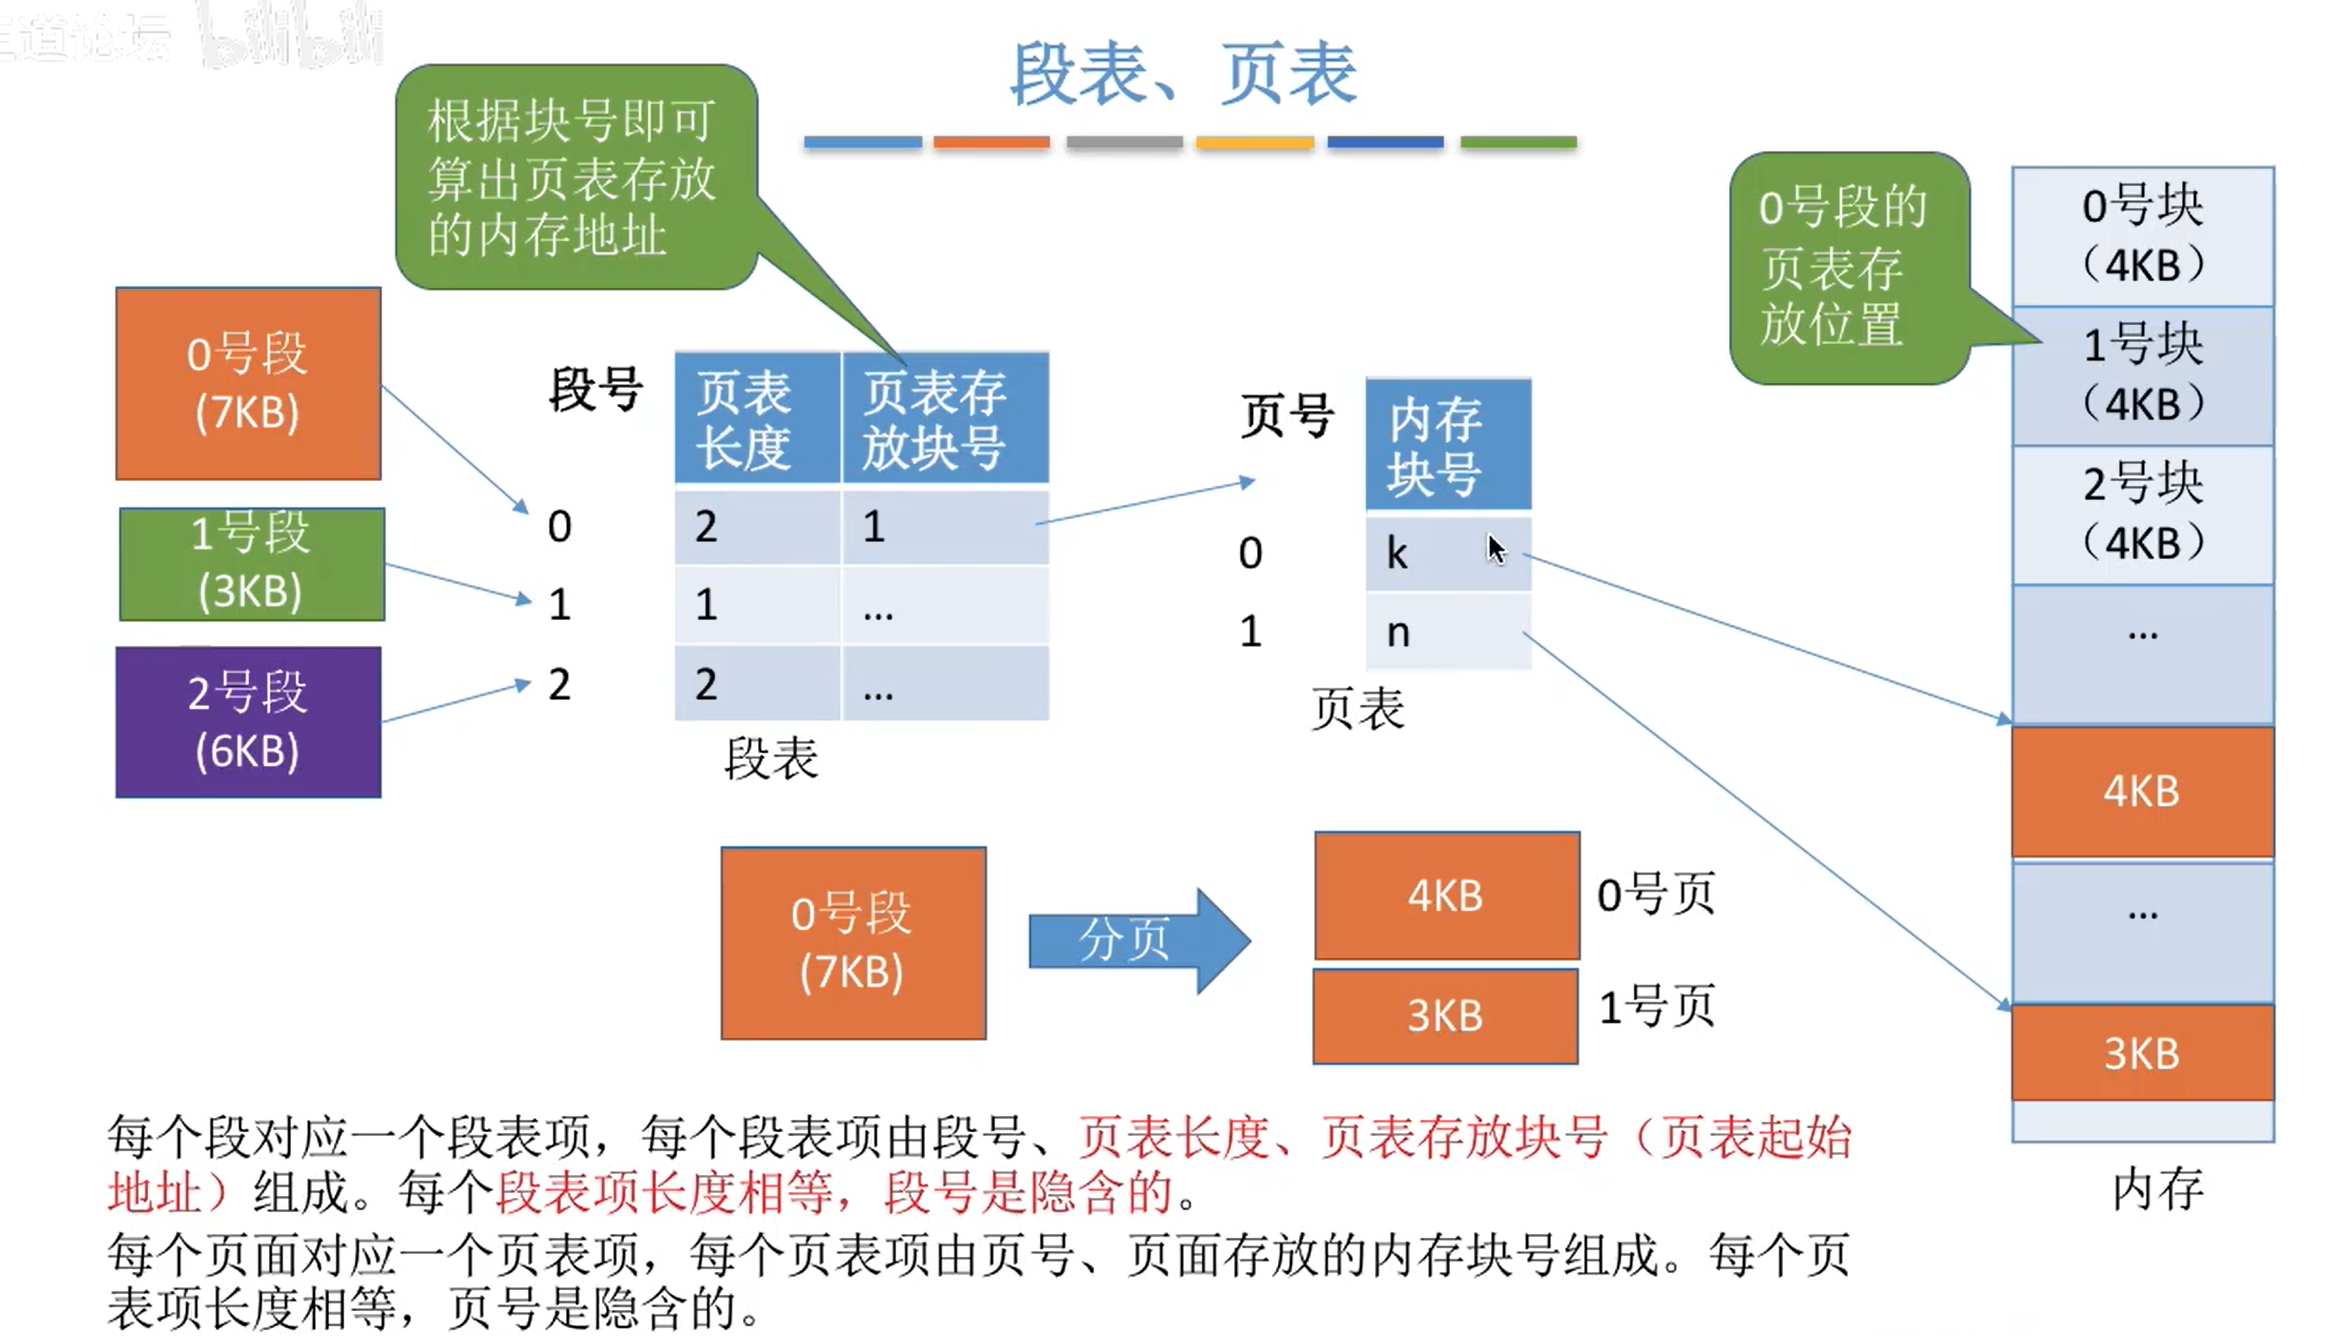 王道论坛 bilibili
段表、页表
根据块号即可
算出页表存放
的内存地址
0号段的
页表存
放位置
0号块
（4KB）
1号块
（4KB）
2号块
（4KB）
...
4KB
...
3KB
内存
0号段
(7KB)
1号段
(3KB)
2号段
(6KB)
段号
页表
长度
页表存
放块号
0 2 1
1 1 ...
2 2 ...
段表
页号
内存
块号
0 k
1 n
页表
0号段
(7KB)
分页
4KB 0号页
3KB 1号页
每个段对应一个段表项，每个段表项由段号、页表长度、页表存放块号（页表起始
地址）组成。每个段表项长度相等，段号是隐含的。
每个页面对应一个页表项，每个页表项由页号、页面存放的内存块号组成。每个页
表项长度相等，页号是隐含的。